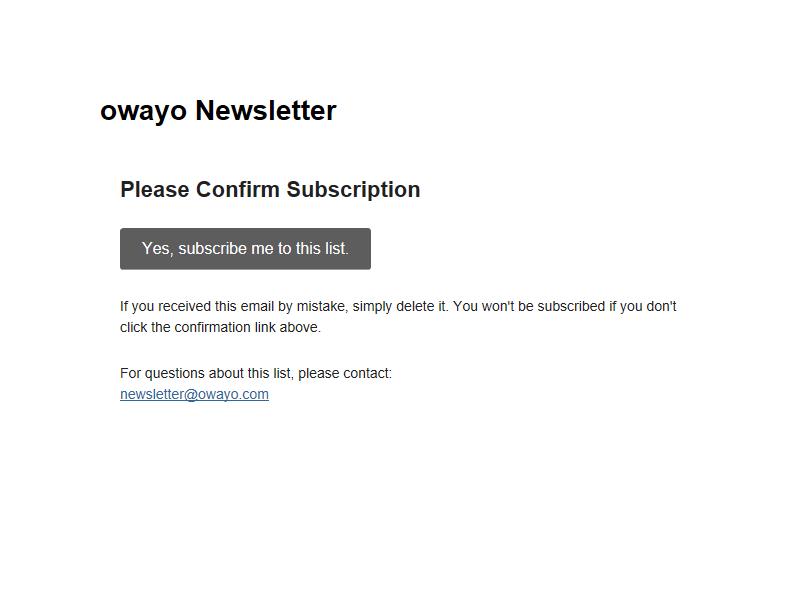 owayo Newsletter
Please Confirm Subscription
Yes, subscribe me to this list.
If you received this email by mistake, simply delete it. You won't be subscribed if you don't
click the confirmation link above.
For questions about this list, please contact:
newsletter@owayo.com